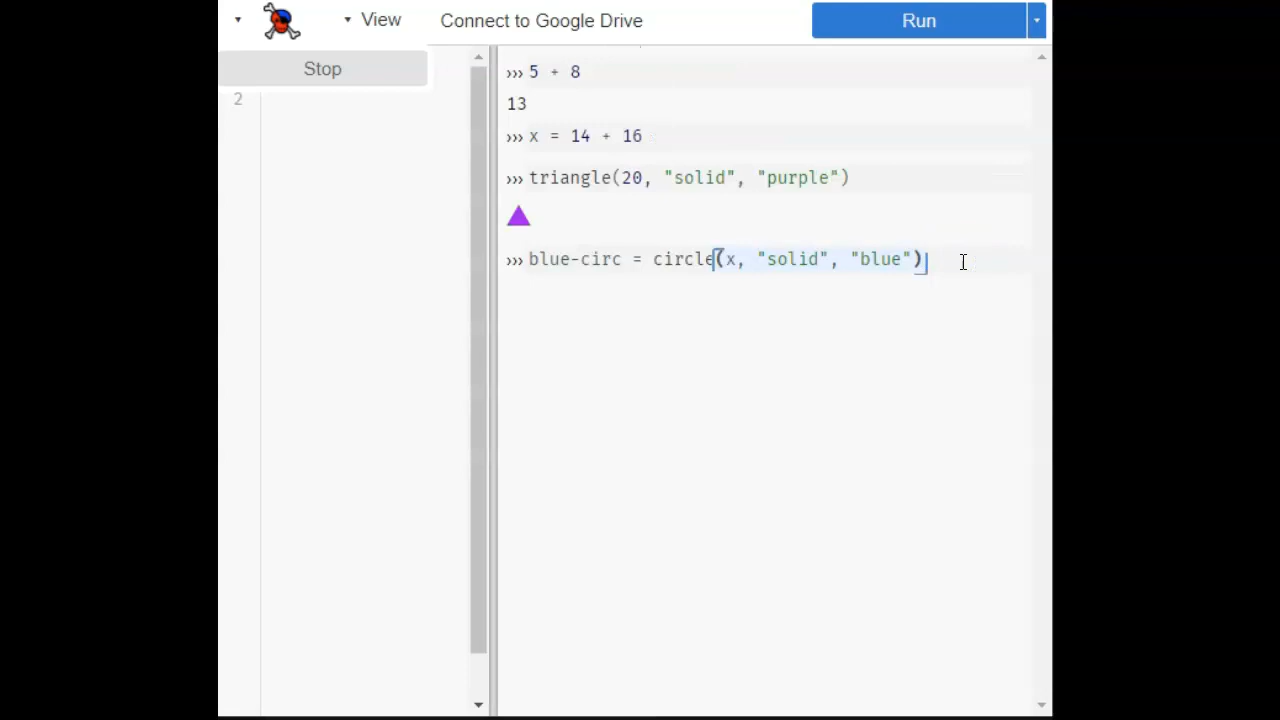 View Connect to Google Drive Run
Stop
2
››› 5 + 8
13
››› x = 14 + 16
››› triangle(20, "solid", "purple")
››› blue-circ = circle(x, "solid", "blue")